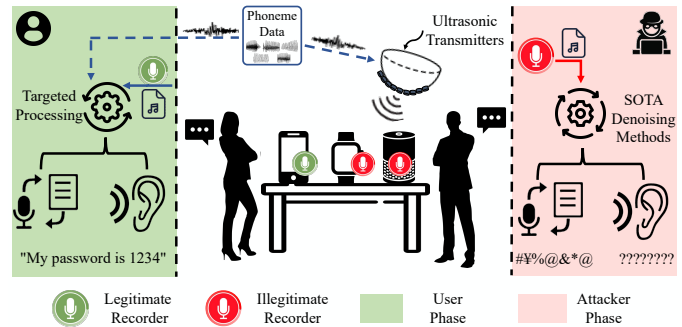 Phoneme
Data
Ultrasonic
Transmitters
Targeted
Processing
SOTA
Denoising
Methods
"My password is 1234"
#¥%@&*@
????????
Legitimate
Recorder
Illegitimate
Recorder
User
Phase
Attacker
Phase